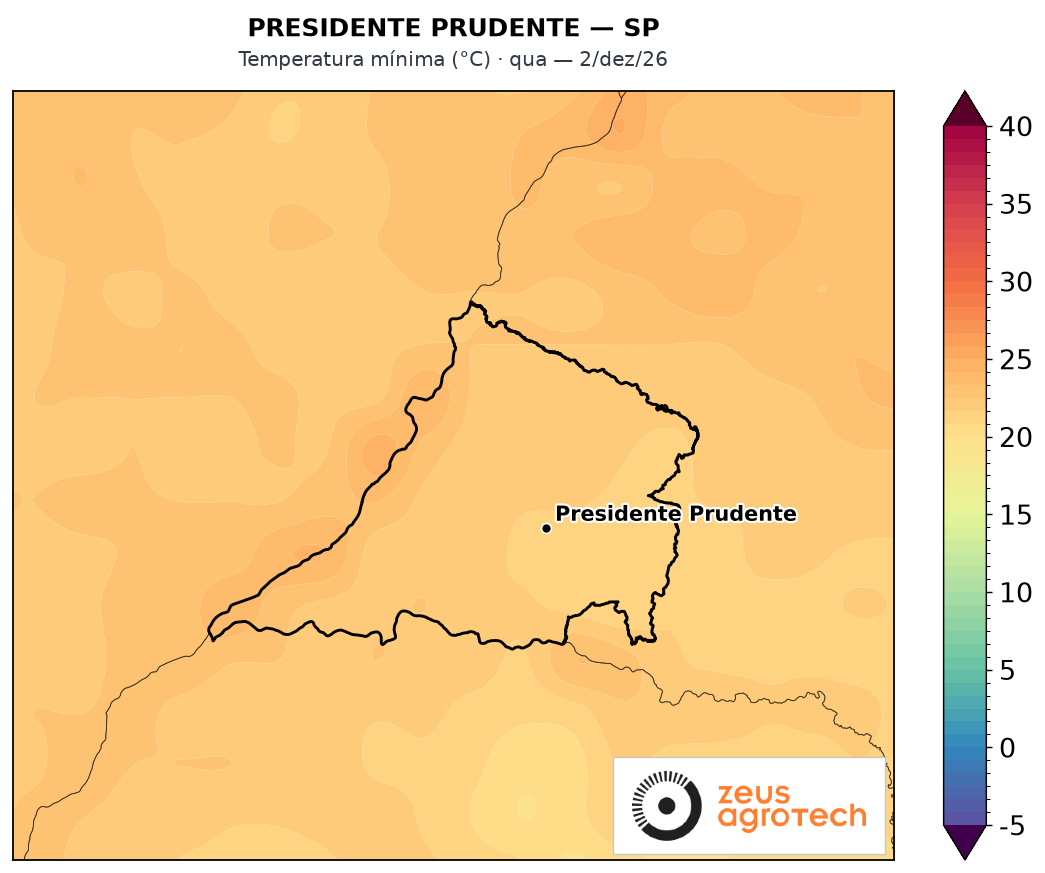 PRESIDENTE PRUDENTE — SP
Temperatura mínima (°C) · qua — 2/dez/26
40
35
30
25
20
15
10
5
0
-5
Presidente Prudente
zeus
agrotech